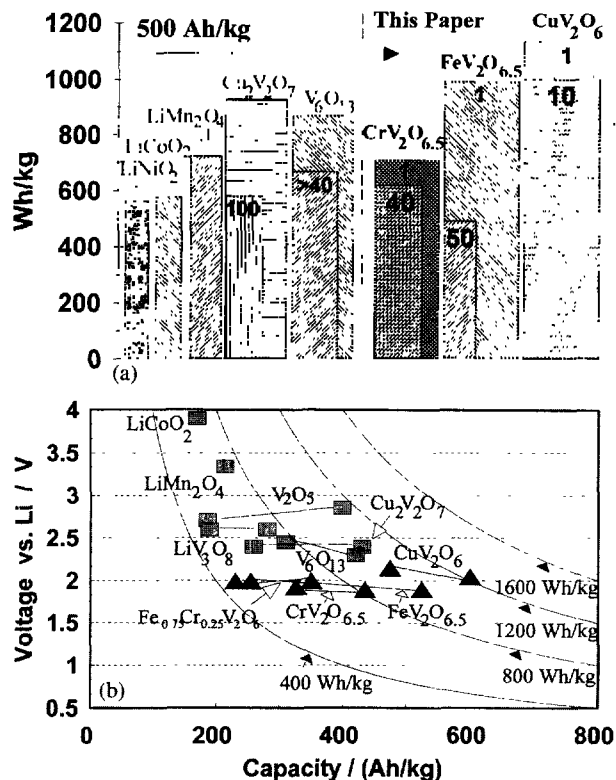 1200
1000
800
600
400
200
0
Wh/kg
500 Ah/kg
This Paper
CuV₂O₆
1
10
FeV₂O₆.₅
1
50
Cu₂V₂O₇
100
V₆O₁₃
>40
LiMn₂O₄
LiCoO₂
LiNiO₂
CrV₂O₆.₅
1
40
(a)
4
3.5
3
2.5
2
1.5
1
0.5
Voltage vs. Li / V
LiCoO₂
LiMn₂O₄
V₂O₅
Cu₂V₂O₇
LiV₃O₈
V₆O₁₃
CuV₂O₆
Fe₀.₇₅Cr₀.₂₅V₂O₆
CrV₂O₆.₅
FeV₂O₆.₅
1600 Wh/kg
1200 Wh/kg
800 Wh/kg
400 Wh/kg
(b)
0 200 400 600 800
Capacity / (Ah/kg)